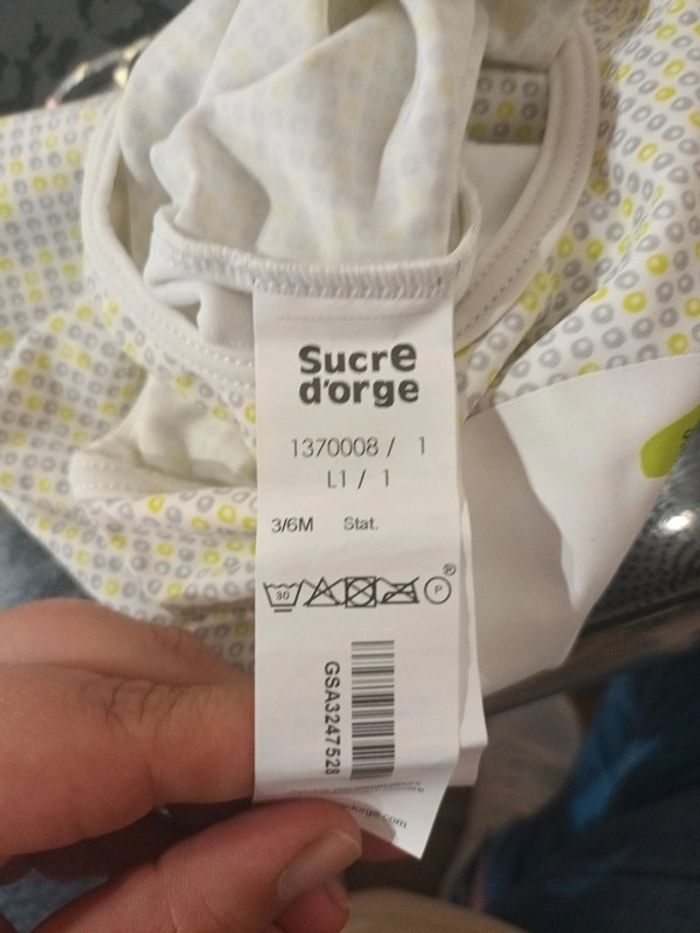 Sucre
d'orge
1370008 / 1
L1 / 1
3/6M Stat.
30 P ®
GSA3247528